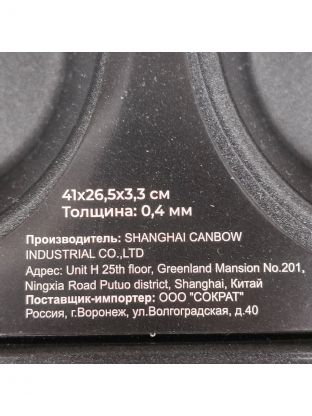 41x26,5x3,3 см
Толщина: 0,4 мм
Производитель: SHANGHAI CANBOW
INDUSTRIAL CO.,LTD
Адрес: Unit H 25th floor, Greenland Mansion No.201,
Ningxia Road Putuo district, Shanghai, Китай
Поставщик-импортер: ООО "СОКРАТ"
Россия, г.Воронеж, ул.Волгоградская, д.40